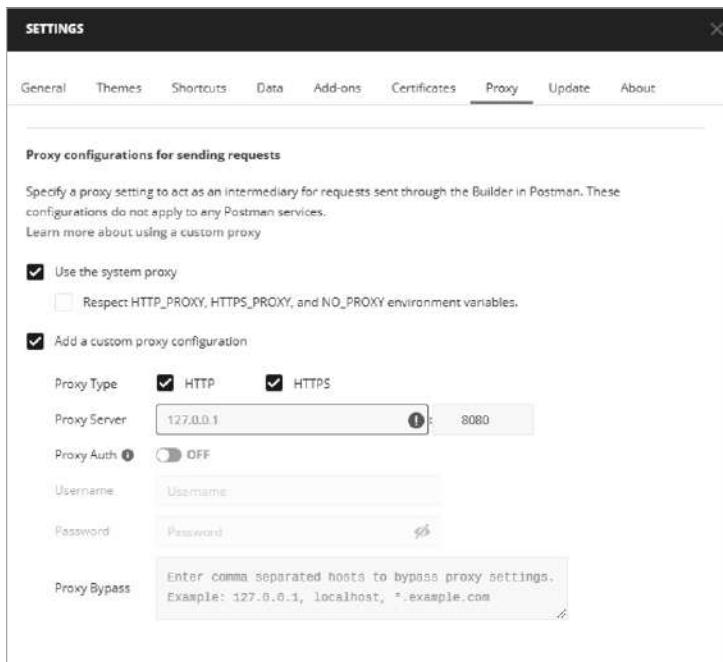 SETTINGS
General Themes Shortcuts Data Add-ons Certificates Proxy Update About
Proxy configurations for sending requests
Specify a proxy setting to act as an intermediary for requests sent through the Builder in Postman. These
configurations do not apply to any Postman services.
Learn more about using a custom proxy
Use the system proxy
Respect HTTP_PROXY, HTTPS_PROXY, and NO_PROXY environment variables.
Add a custom proxy configuration
Proxy Type HTTP HTTPS
Proxy Server 127.0.0.1 : 8080
Proxy Auth OFF
Username Username
Password Password
Proxy Bypass
Enter comma separated hosts to bypass proxy settings.
Example: 127.0.0.1, localhost, *.example.com